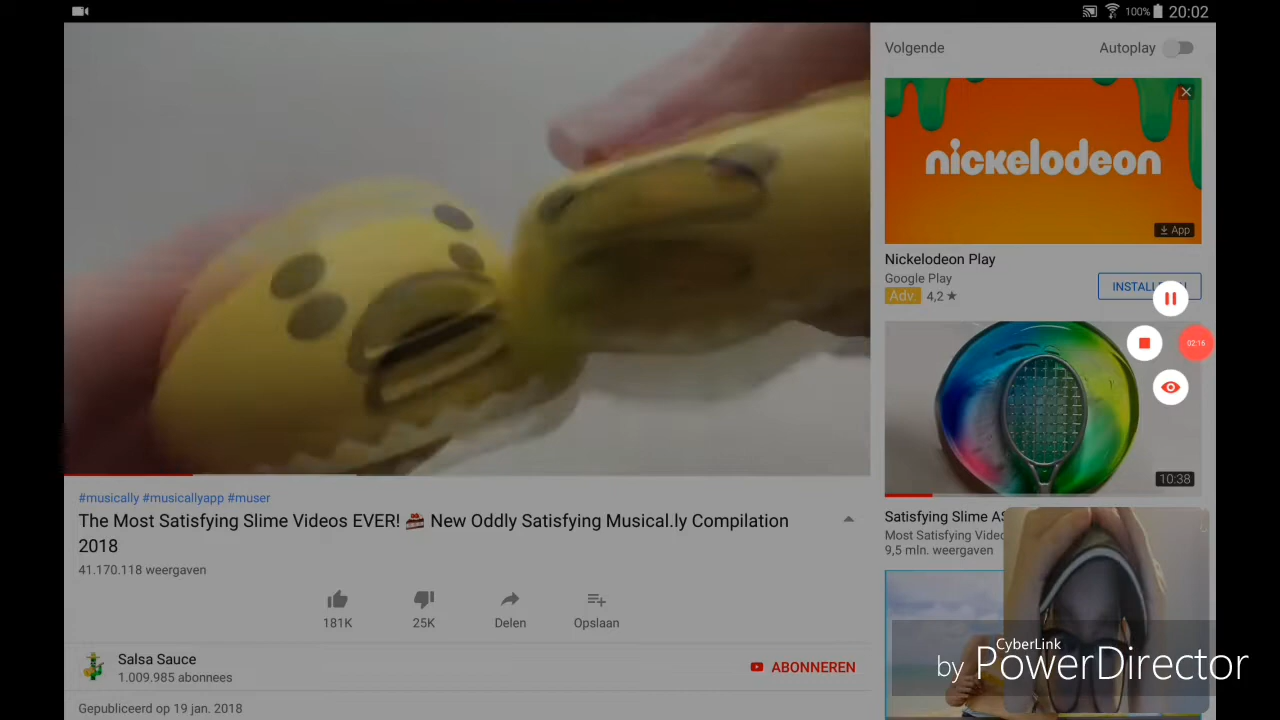 100% 20:02
Volgende Autoplay
nickelodeon
App
Nickelodeon Play
Google Play
Adv. 4,2 ★
02:16
10:38
#musically #musicallyapp #muser
The Most Satisfying Slime Videos EVER! 🍰 New Oddly Satisfying Musical.ly Compilation
2018
41.170.118 weergaven
181K 25K Delen Opslaan
Salsa Sauce
1.009.985 abonnees
ABONNEREN
Gepubliceerd op 19 jan. 2018
Satisfying Slime
Most Satisfying
9,5 mln. weergaven
CyberLink
by PowerDirector